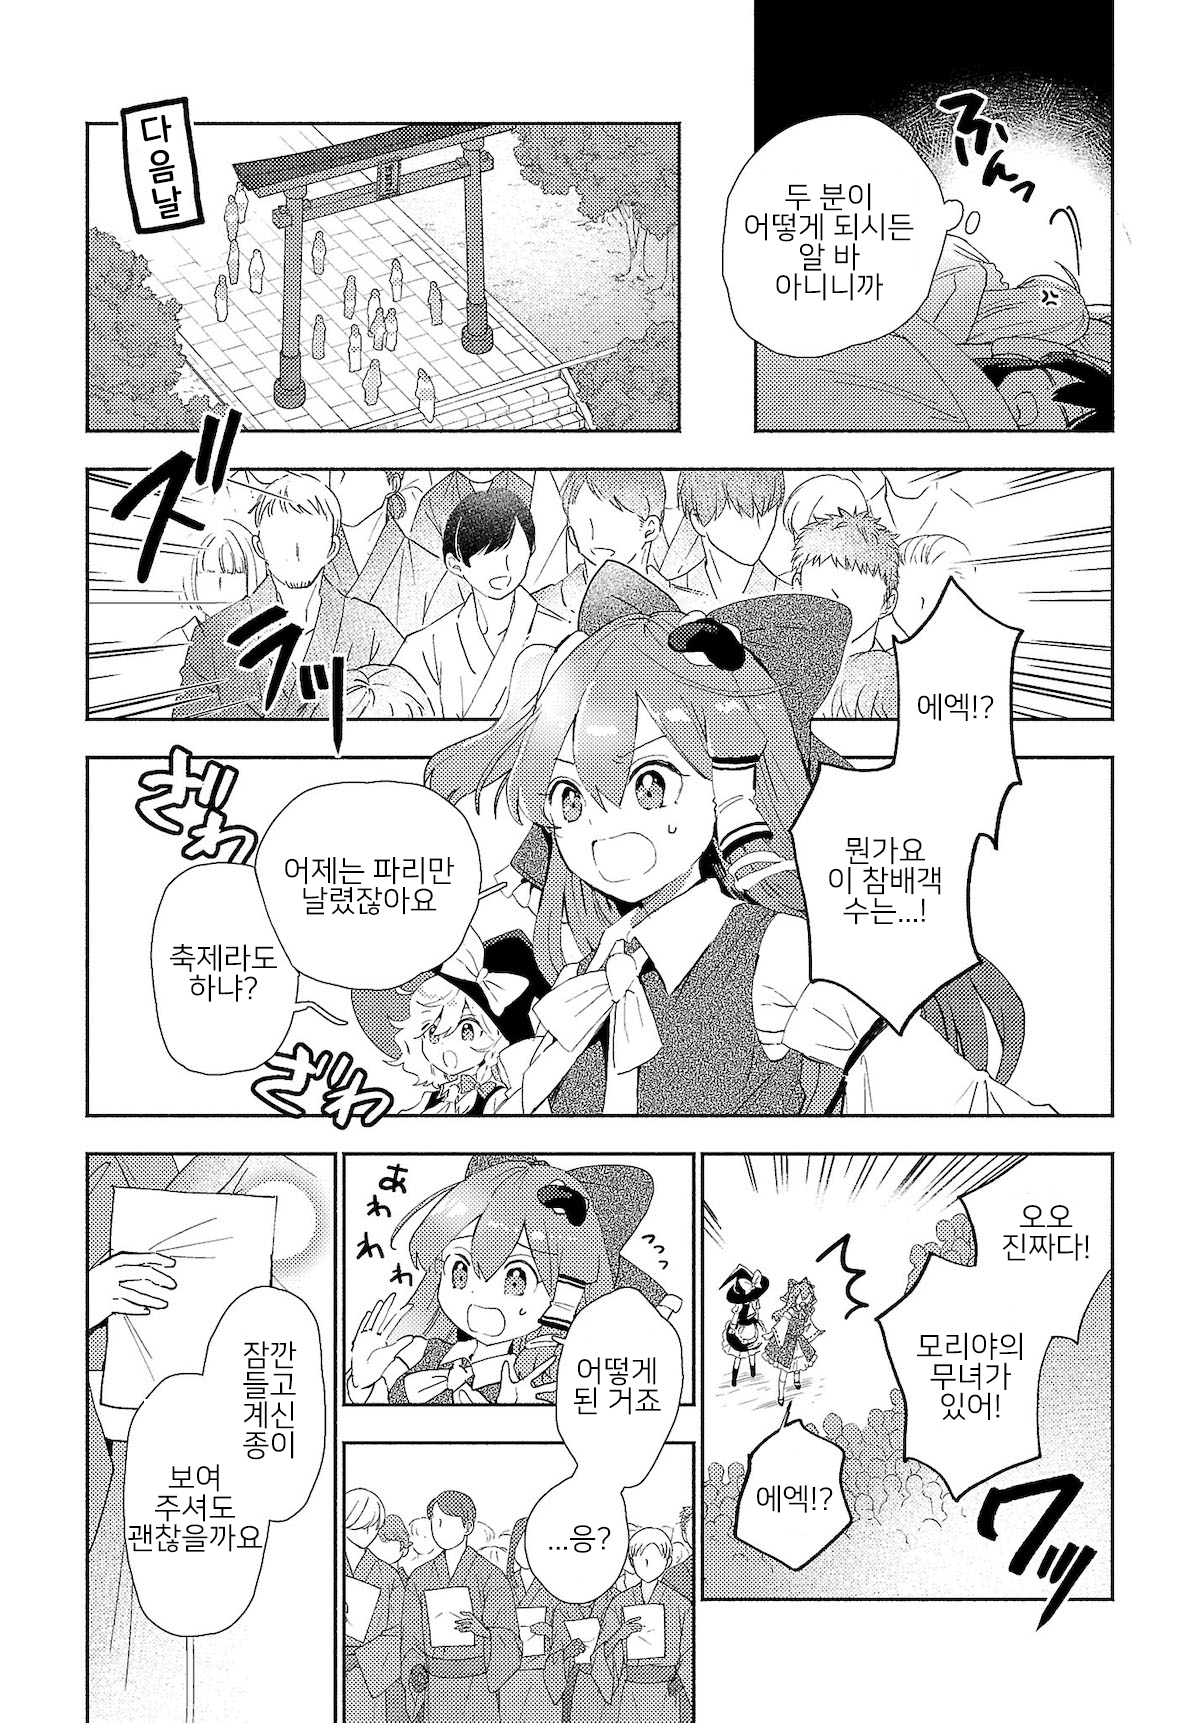 ふんっ
두 분이
어떻게 되시든
알 바
아니니까
다음날
ズラッ
에엑!?
뭔가요
이 참배객
수는...!
어제는 파리만
날렸잖아요
축제라도
하냐?
ざわ
ざわ
오오
진짜다!
모리야의
무녀가
있어!
에엑!?
ワッ
あわわわ
어떻게
된 거죠
...응?
잠깐
들고
계신
종이
보여
주셔도
괜찮을까요